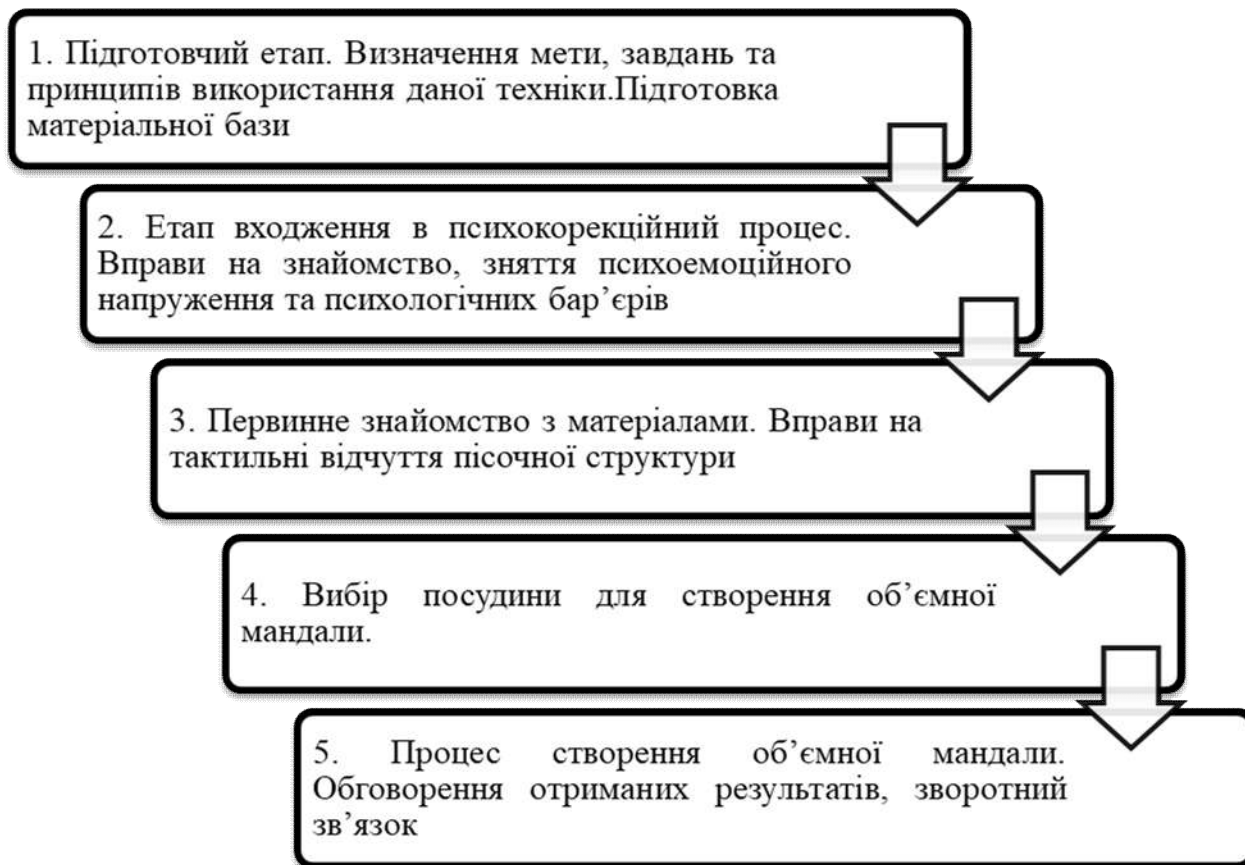 1. Підготовчий етап. Визначення мети, завдань та
принципів використання даної техніки.Підготовка
матеріальної бази
2. Етап входження в психокорекційний процес.
Вправи на знайомство, зняття психоемоційного
напруження та психологічних бар’єрів
3. Первинне знайомство з матеріалами. Вправи на
тактильні відчуття пісочної структури
4. Вибір посудини для створення об’ємної
мандали.
5. Процес створення об’ємної мандали.
Обговорення отриманих результатів, зворотний
зв’язок